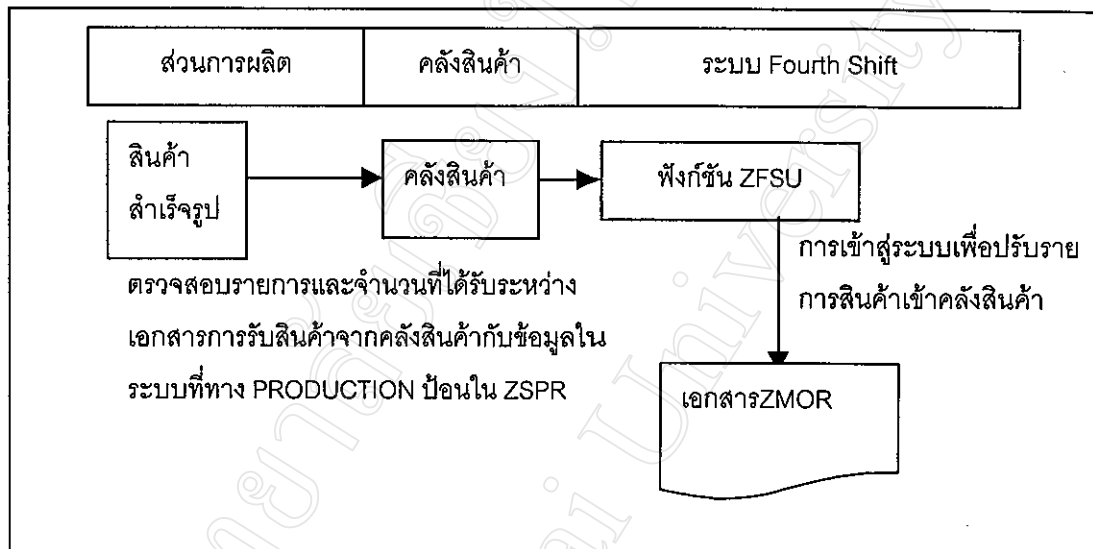 ส่วนการผลิต คลังสินค้า ระบบ Fourth Shift
สินค้า
สำเร็จรูป
คลังสินค้า
ฟังก์ชัน ZFSU
การเข้าสู่ระบบเพื่อปรับราย
การสินค้าเข้าคลังสินค้า
ตรวจสอบรายการและจำนวนที่ได้รับระหว่าง
เอกสารการรับสินค้าจากคลังสินค้ากับข้อมูลใน
ระบบที่ทาง PRODUCTION ป้อนใน ZSPR
เอกสารZMOR